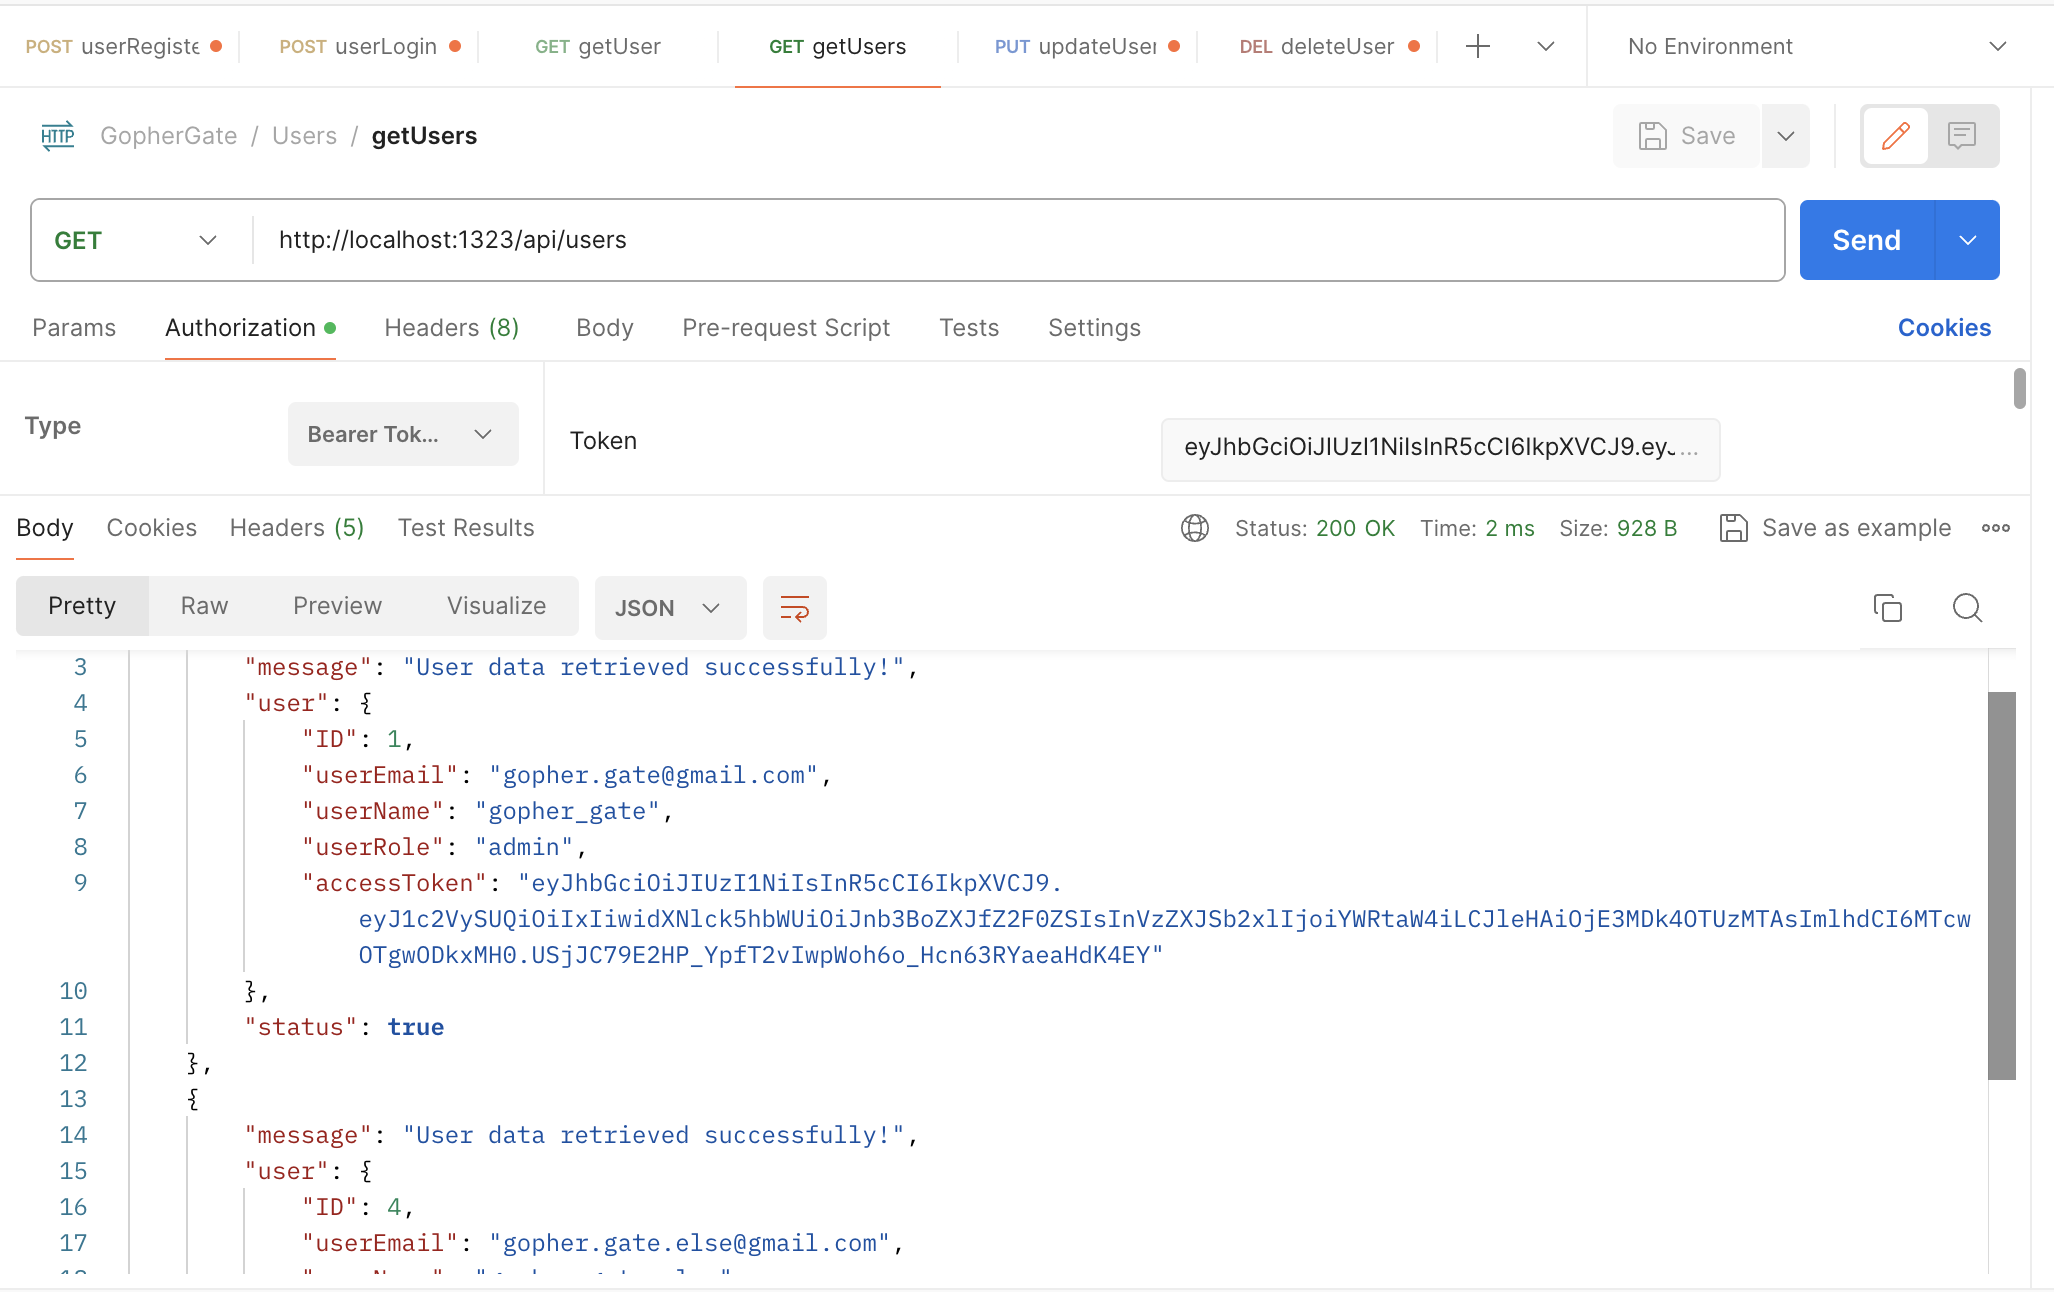 POST userRegiste POST userLogin GET getUser GET getUsers PUT updateUser DEL deleteUser No Environment
HTTP GopherGate / Users / getUsers Save
GET http://localhost:1323/api/users Send
Params Authorization Headers (8) Body Pre-request Script Tests Settings Cookies
Type Bearer Tok... Token eyJhbGciOiJIUzI1NiIsInR5cCI6IkpXVCJ9.eyJ...
Body Cookies Headers (5) Test Results Status: 200 OK Time: 2 ms Size: 928 B Save as example
Pretty Raw Preview Visualize JSON
3 "message": "User data retrieved successfully!",
4 "user": {
5 "ID": 1,
6 "userEmail": "gopher.gate@gmail.com",
7 "userName": "gopher_gate",
8 "userRole": "admin",
9 "accessToken": "eyJhbGciOiJIUzI1NiIsInR5cCI6IkpXVCJ9.
eyJ1c2VySUQiOiIxIiwidXNlck5hbWUiOiJnb3BoZXJfZ2F0ZSIsInVzZXJSb2xlIjoiYWRtaW4iLCJleHAiOjE3MDk4OTUzMTAsImlhdCI6MTcw
OTgwODkxMH0.USjJC79E2HP_YpfT2vIwpWoh6o_Hcn63RYaeaHdK4EY"
10 },
11 "status": true
12 },
13 {
14 "message": "User data retrieved successfully!",
15 "user": {
16 "ID": 4,
17 "userEmail": "gopher.gate.else@gmail.com",